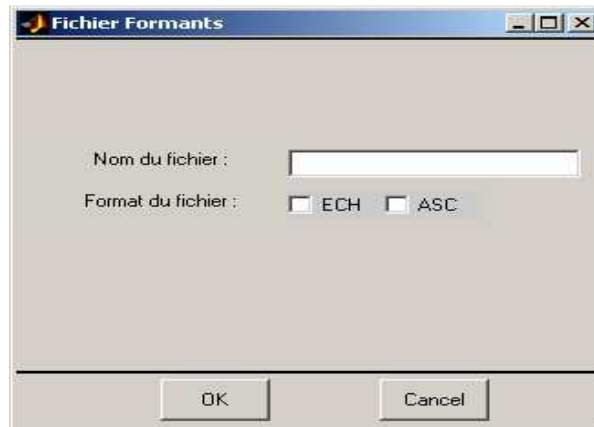 Fichier Formants
Nom du fichier :
Format du fichier : ECH ASC
OK Cancel